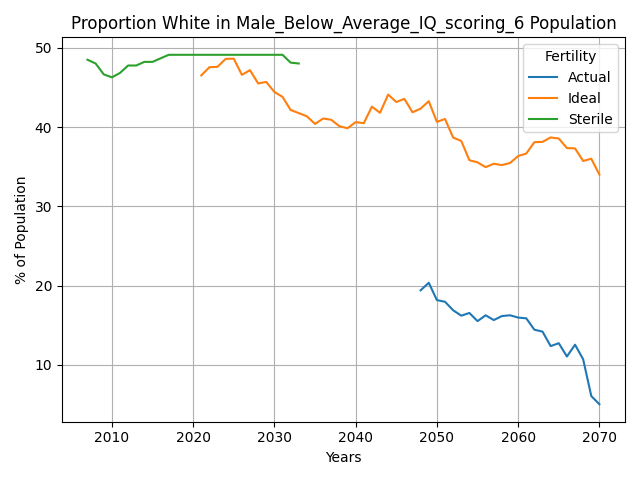 Proportion White in Male_Below_Average_IQ_scoring_6 Population
50
40
30
20
10
% of Population
Fertility
Actual
Ideal
Sterile
2010 2020 2030 2040 2050 2060 2070
Years